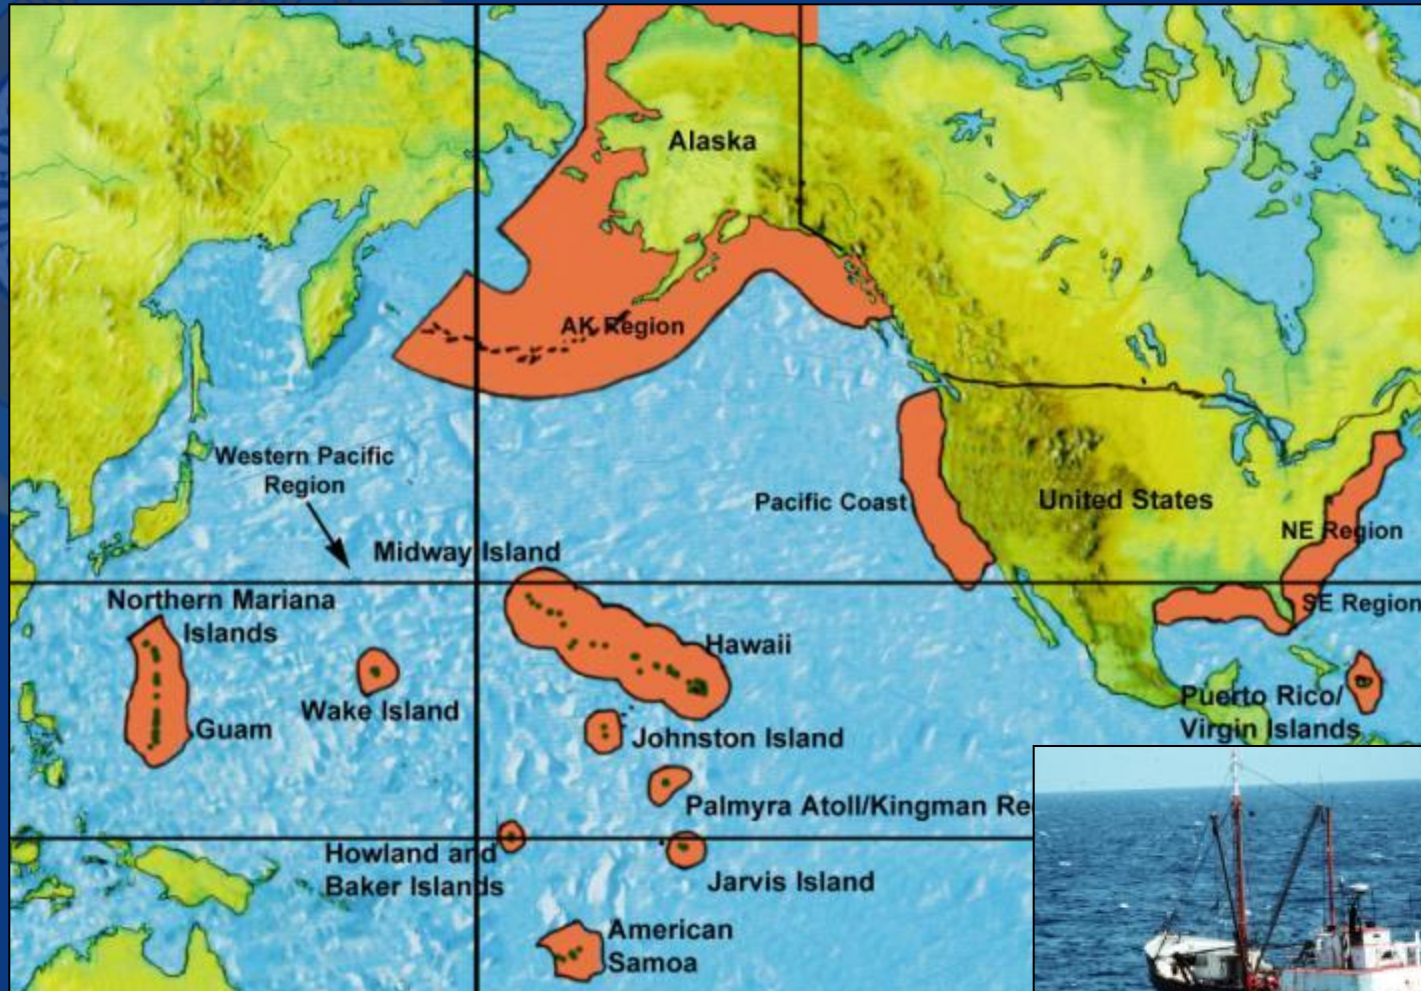 Alaska
AK Region
Western Pacific
Region
Pacific Coast
United States
NE Region
Midway Island
Northern Mariana
Islands
SE Region
Hawaii
Puerto Rico/
Virgin Islands
Wake Island
Guam
Johnston Island
Palmyra Atoll/Kingman Re
Howland and
Baker Islands
Jarvis Island
American
Samoa